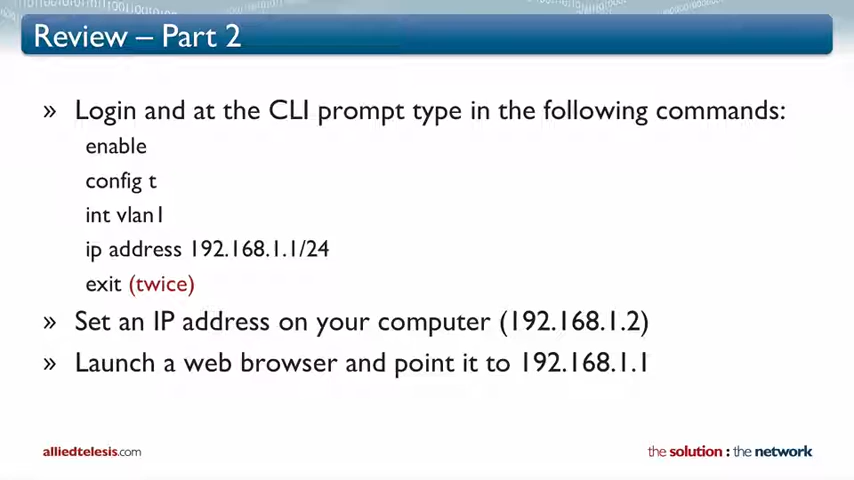 Review – Part 2
» Login and at the CLI prompt type in the following commands:
enable
config t
int vlan1
ip address 192.168.1.1/24
exit (twice)
» Set an IP address on your computer (192.168.1.2)
» Launch a web browser and point it to 192.168.1.1
alliedtelesis.com
the solution : the network